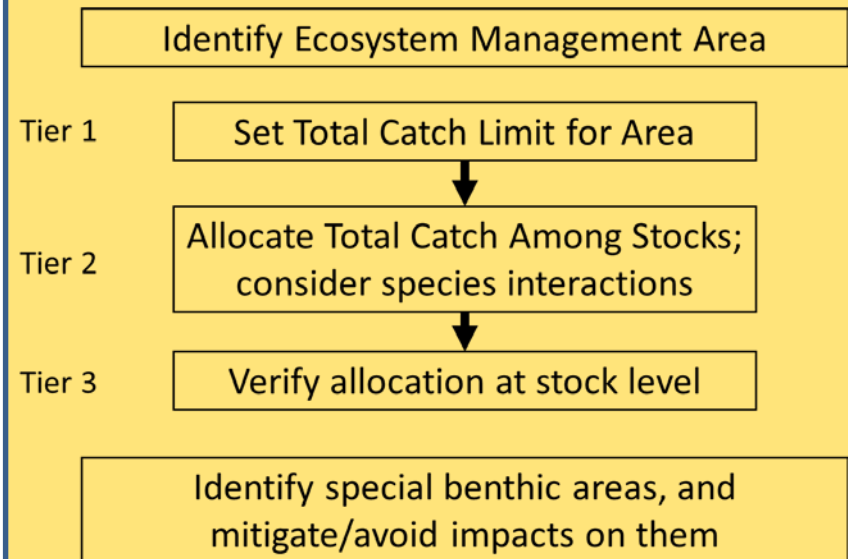 Identify Ecosystem Management Area
Tier 1
Set Total Catch Limit for Area
Tier 2
Allocate Total Catch Among Stocks;
consider species interactions
Tier 3
Verify allocation at stock level
Identify special benthic areas, and
mitigate/avoid impacts on them